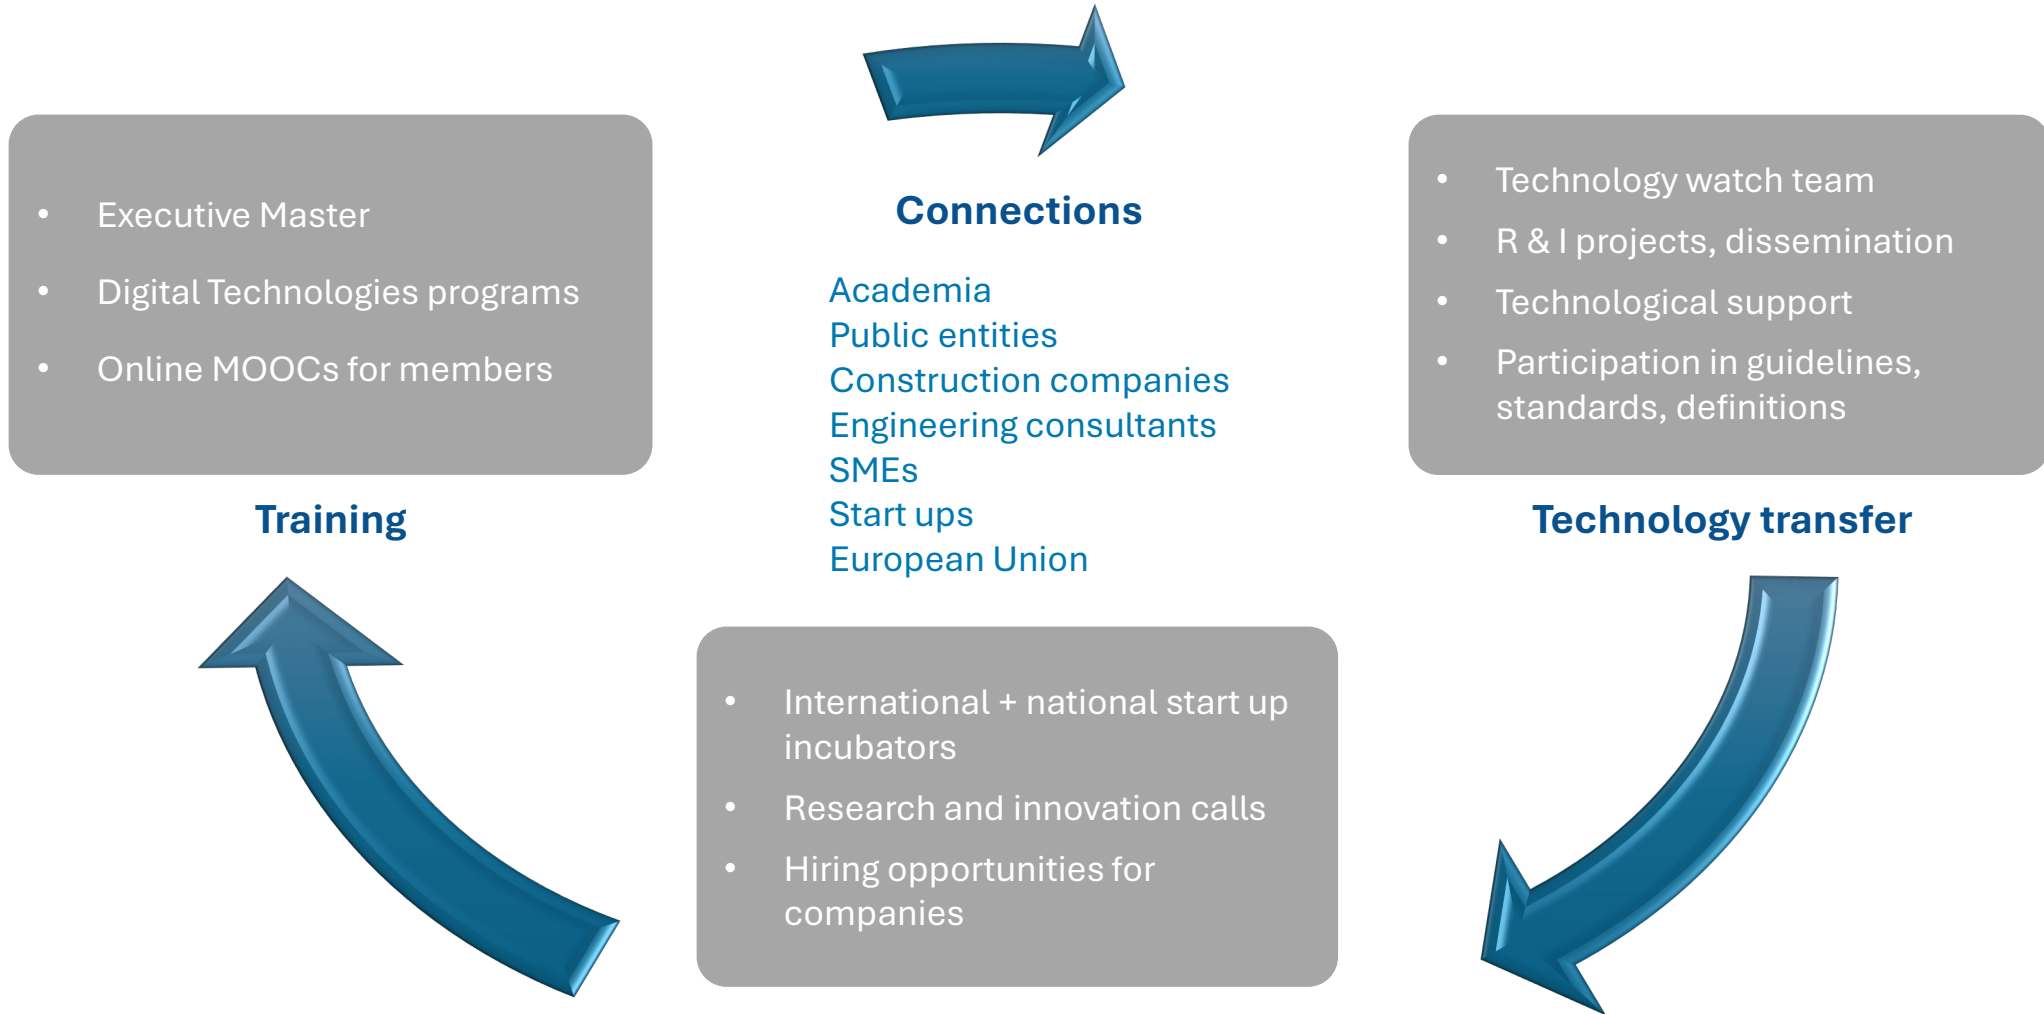 • Executive Master
• Digital Technologies programs
• Online MOOCs for members
Training
Connections
Academia
Public entities
Construction companies
Engineering consultants
SMEs
Start ups
European Union
• Technology watch team
• R & I projects, dissemination
• Technological support
• Participation in guidelines,
standards, definitions
Technology transfer
• International + national start up
incubators
• Research and innovation calls
• Hiring opportunities for
companies